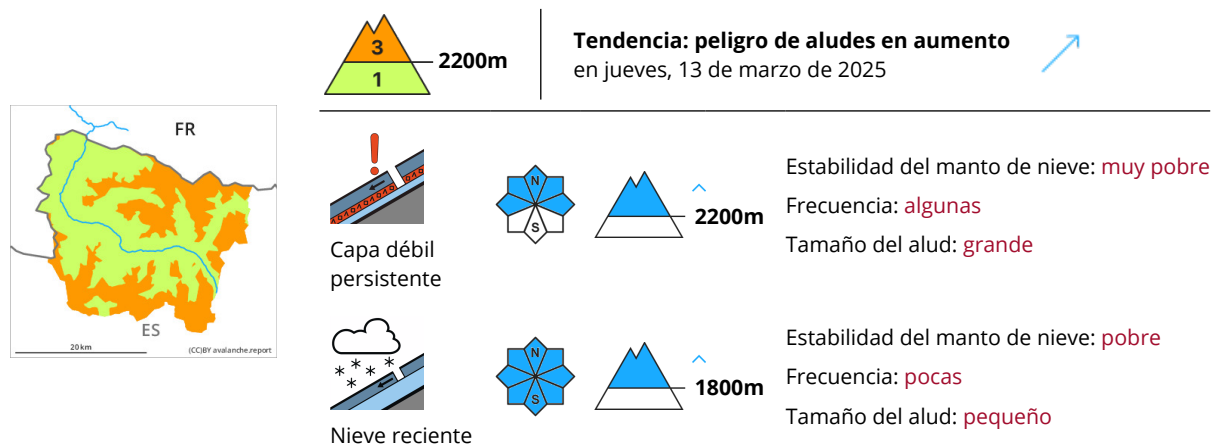 3
1
2200m
Tendencia: peligro de aludes en aumento
en jueves, 13 de marzo de 2025
FR
ES
20 km
(CC)BY avalanche.report
Capa débil
persistente
N
S
2200m
Estabilidad del manto de nieve: muy pobre
Frecuencia: algunas
Tamaño del alud: grande
Nieve reciente
N
S
1800m
Estabilidad del manto de nieve: pobre
Frecuencia: pocas
Tamaño del alud: pequeño